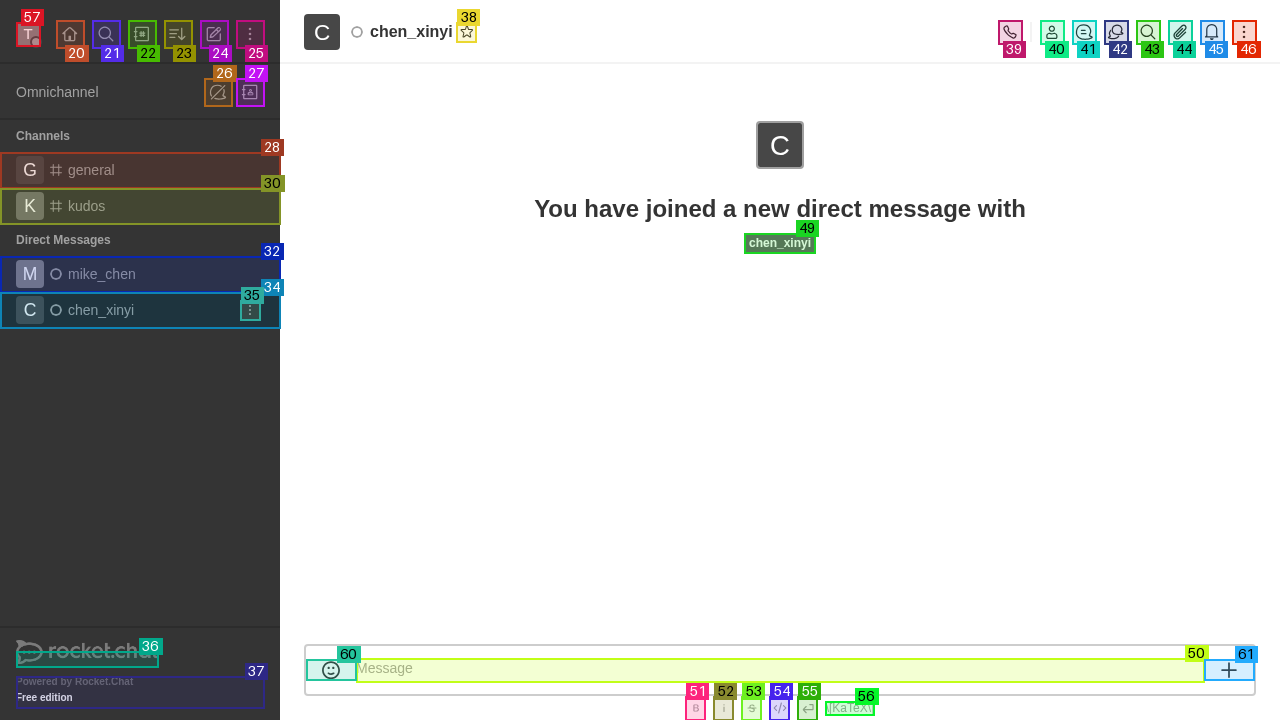 57
T
20
21
22
23
24
25
C
chen_xinyi
38
39
40
41
42
43
44
45
46
Omnichannel
26
27
Channels
28
G general
30
K kudos
Direct Messages
32
M mike_chen
34
C chen_xinyi
35
C
You have joined a new direct message with
49
chen_xinyi
36
rocket.chat
37
Powered by Rocket.Chat
Free edition
60
Message
50
61
51
52
53
54
55
56
B
i
S
</>
\[KaTeX\]